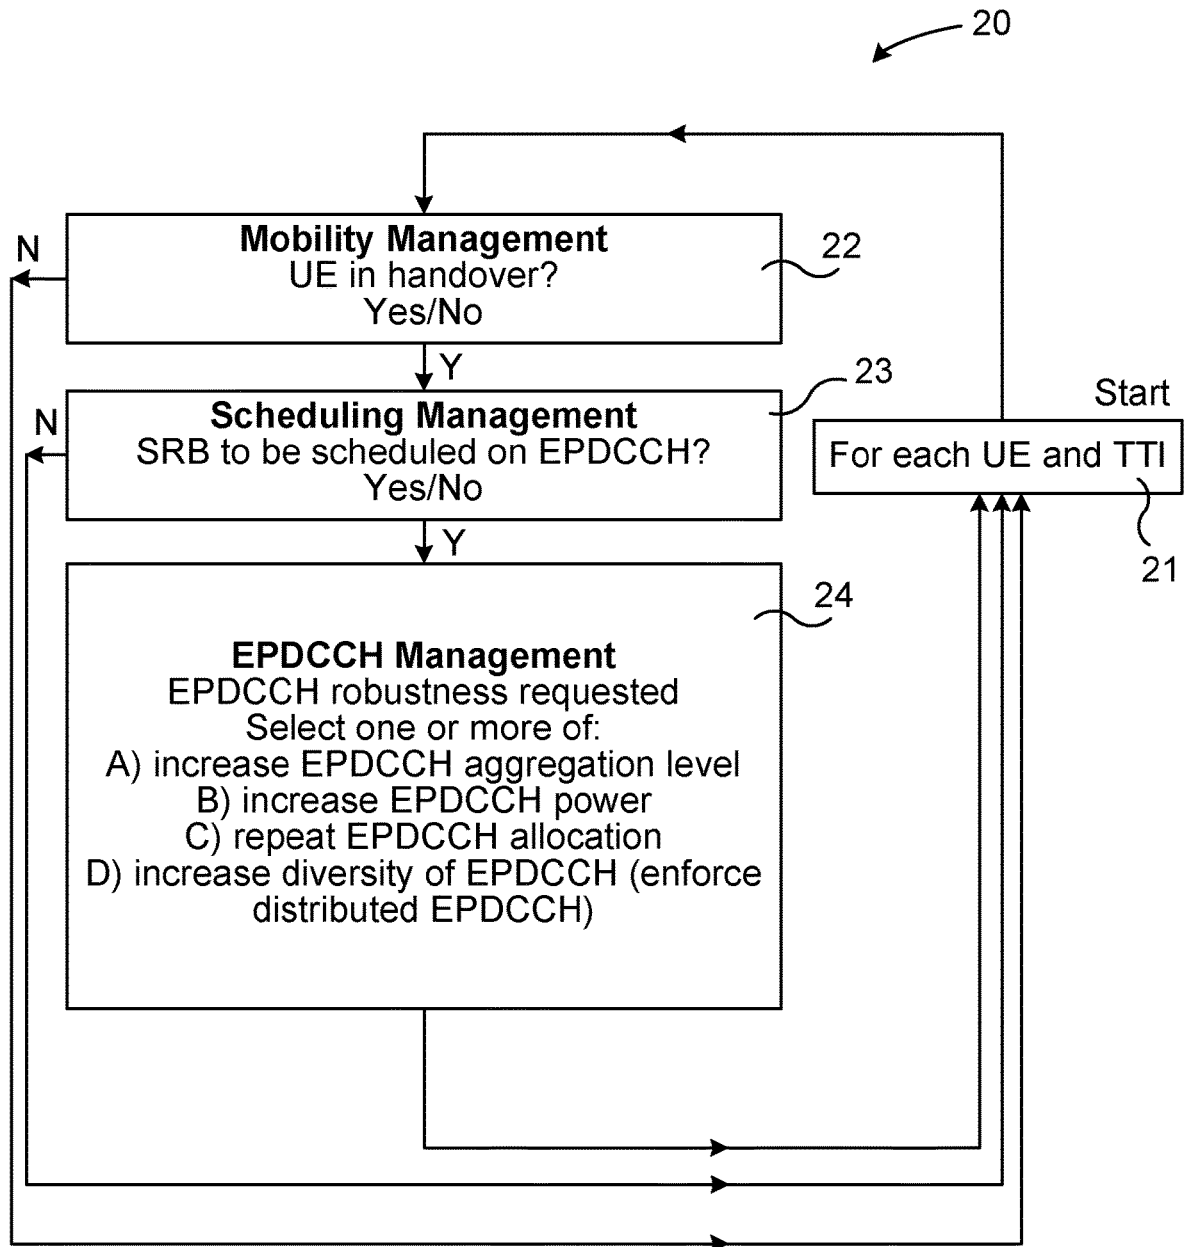 20
Mobility Management
UE in handover?
Yes/No
22
N
Y
Scheduling Management
SRB to be scheduled on EPDCCH?
Yes/No
23
N
Y
Start
For each UE and TTI
21
EPDCCH Management
EPDCCH robustness requested
Select one or more of:
A) increase EPDCCH aggregation level
B) increase EPDCCH power
C) repeat EPDCCH allocation
D) increase diversity of EPDCCH (enforce
distributed EPDCCH)
24